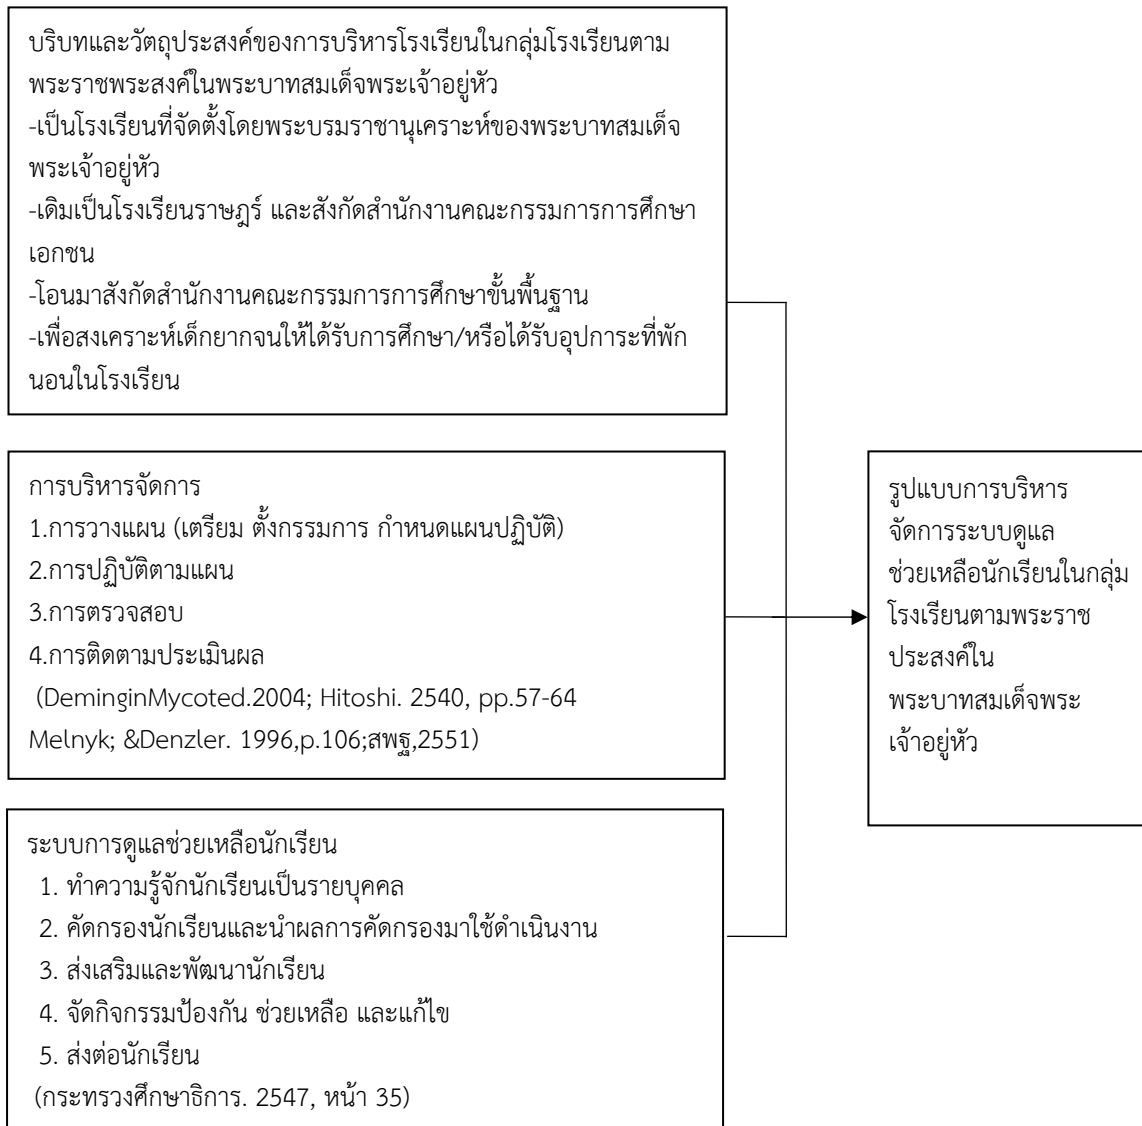 บริบทและวัตถุประสงค์ของการบริหารโรงเรียนในกลุ่มโรงเรียนตาม
พระราชพระสงค์ในพระบาทสมเด็จพระเจ้าอยู่หัว
-เป็นโรงเรียนที่จัดตั้งโดยพระบรมราชานุเคราะห์ของพระบาทสมเด็จ
พระเจ้าอยู่หัว
-เดิมเป็นโรงเรียนราษฎร์ และสังกัดสำนักงานคณะกรรมการการศึกษา
เอกชน
-โอนมาสังกัดสำนักงานคณะกรรมการการศึกษาขั้นพื้นฐาน
-เพื่อสงเคราะห์เด็กยากจนให้ได้รับการศึกษา/หรือได้รับอุปการะที่พัก
นอนในโรงเรียน
การบริหารจัดการ
1.การวางแผน (เตรียม ตั้งกรรมการ กำหนดแผนปฏิบัติ)
2.การปฏิบัติตามแผน
3.การตรวจสอบ
4.การติดตามประเมินผล
(DeminginMycoted.2004; Hitoshi. 2540, pp.57-64
Melnyk; &Denzler. 1996,p.106;สพฐ,2551)
รูปแบบการบริหาร
จัดการระบบดูแล
ช่วยเหลือนักเรียนในกลุ่ม
โรงเรียนตามพระราช
ประสงค์ใน
พระบาทสมเด็จพระ
เจ้าอยู่หัว
ระบบการดูแลช่วยเหลือนักเรียน
1. ทำความรู้จักนักเรียนเป็นรายบุคคล
2. คัดกรองนักเรียนและนำผลการคัดกรองมาใช้ดำเนินงาน
3. ส่งเสริมและพัฒนานักเรียน
4. จัดกิจกรรมป้องกัน ช่วยเหลือ และแก้ไข
5. ส่งต่อนักเรียน
(กระทรวงศึกษาธิการ. 2547, หน้า 35)